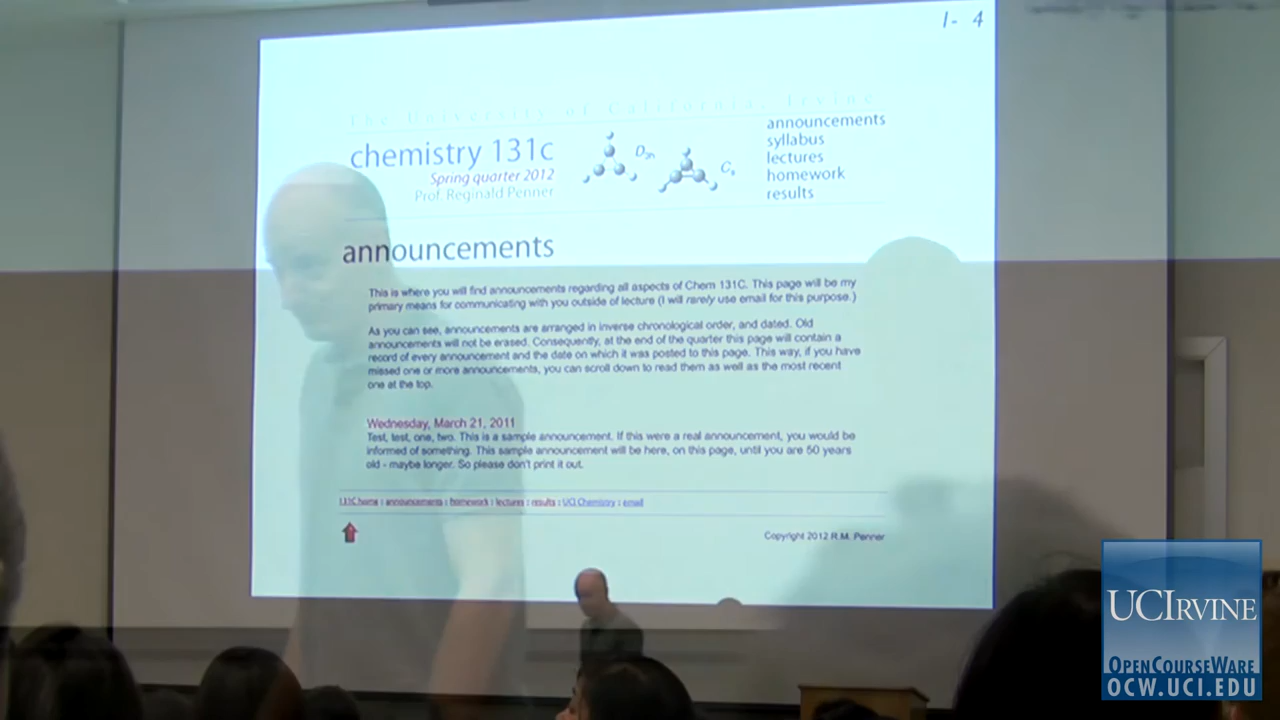 1- 4
The University of California, Irvine
chemistry 131c
Spring quarter 2012
Prof. Reginald Penner
D3h
announcements
syllabus
lectures
homework
results
announcements
This is where you will find announcements regarding all aspects of Chem 131C. This page will be my
primary means for communicating with you outside of lecture (I will rarely use email for this purpose.)
As you can see, announcements are arranged in inverse chronological order, and dated. Old
announcements will not be erased. Consequently, at the end of the quarter this page will contain a
record of every announcement and the date on which it was posted to this page. This way, if you have
missed one or more announcements, you can scroll down to read them as well as the most recent
one at the top.
Wednesday, March 21, 2011
Test, test, one, two. This is a sample announcement. If this were a real announcement, you would be
informed of something. This sample announcement will be here, on this page, until you are 50 years
old - maybe longer. So please don't print it out.
131C home : announcements : homework : lectures : results : UCI Chemistry : email
Copyright 2012 R.M. Penner
UCIRVINE
OPENCOURSEWARE
OCW.UCI.EDU